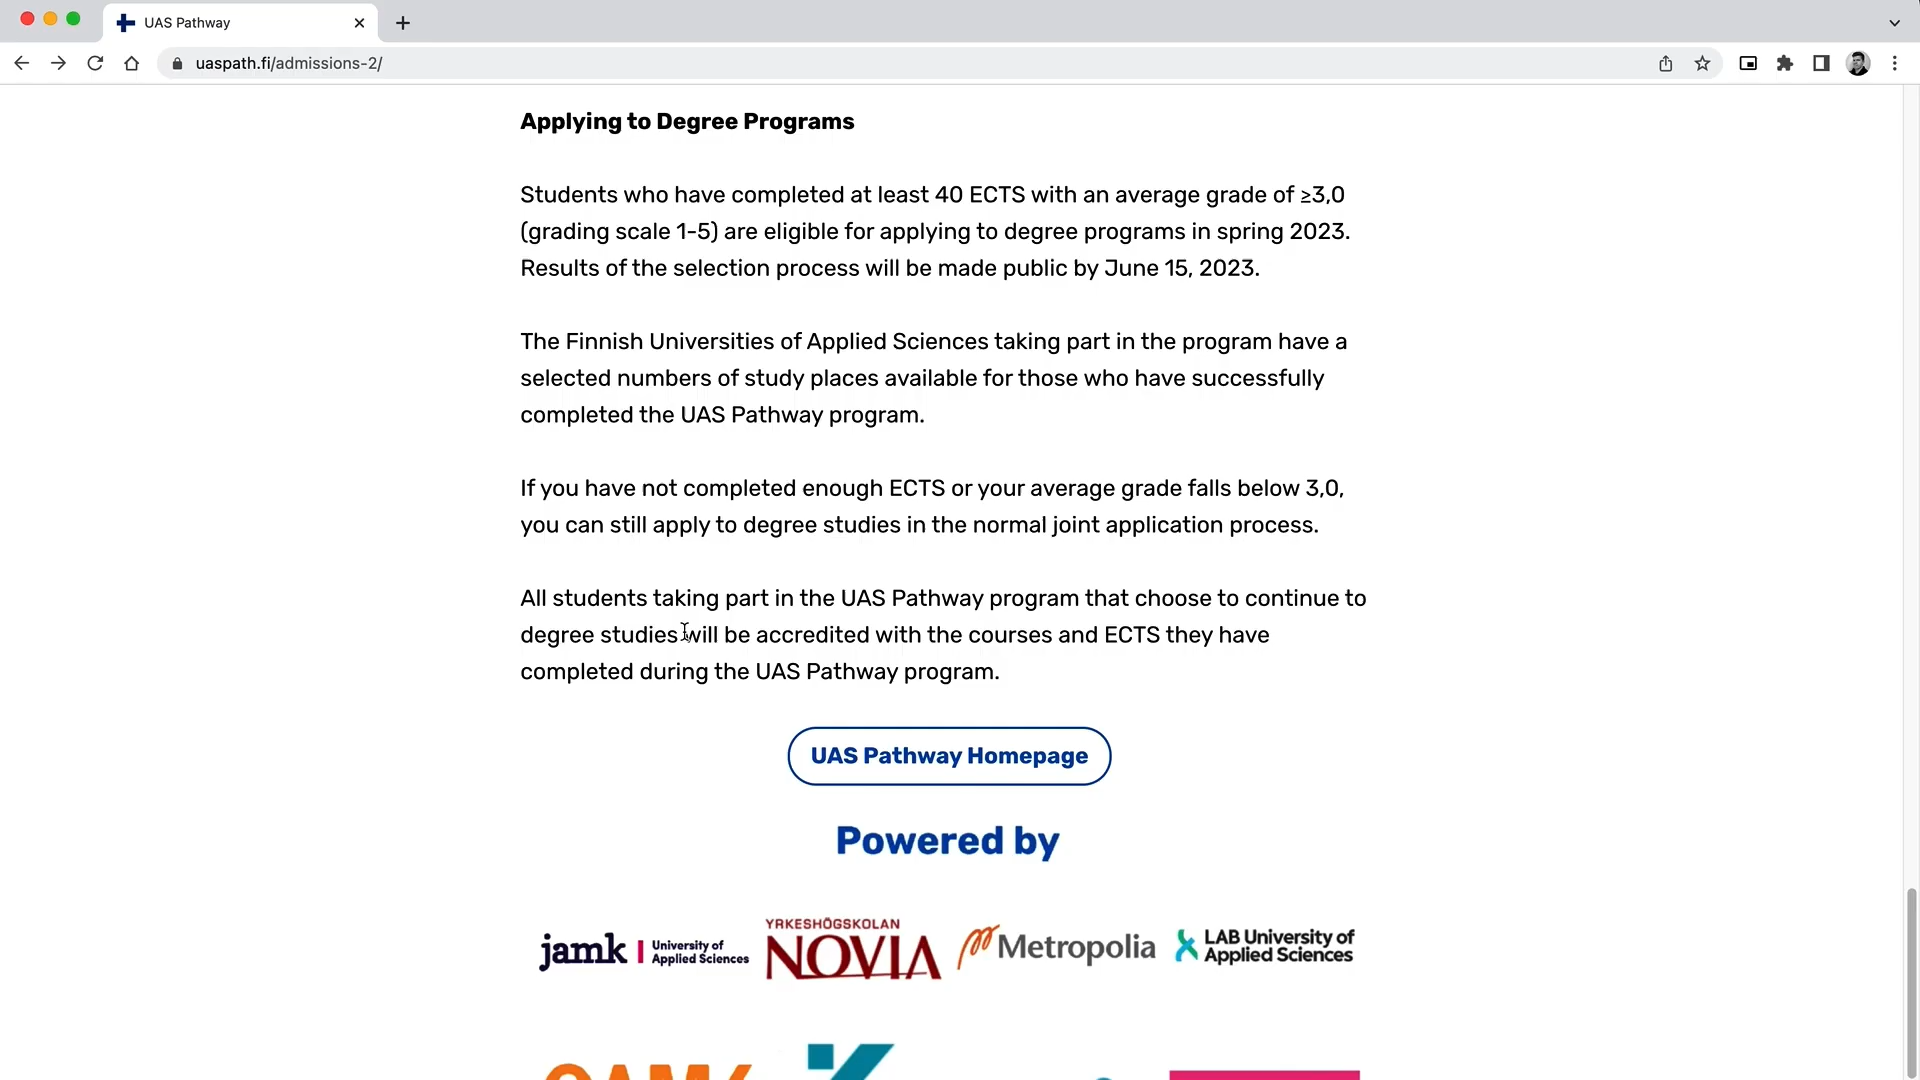 UAS Pathway
uaspath.fi/admissions-2/
Applying to Degree Programs
Students who have completed at least 40 ECTS with an average grade of ≥3,0
(grading scale 1-5) are eligible for applying to degree programs in spring 2023.
Results of the selection process will be made public by June 15, 2023.
The Finnish Universities of Applied Sciences taking part in the program have a
selected numbers of study places available for those who have successfully
completed the UAS Pathway program.
If you have not completed enough ECTS or your average grade falls below 3,0,
you can still apply to degree studies in the normal joint application process.
All students taking part in the UAS Pathway program that choose to continue to
degree studies will be accredited with the courses and ECTS they have
completed during the UAS Pathway program.
UAS Pathway Homepage
Powered by
jamk | University of Applied Sciences
YRKESHÖGSKOLAN NOVIA
Metropolia
LAB University of Applied Sciences